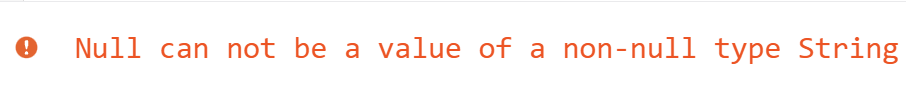 Null can not be a value of a non-null type String